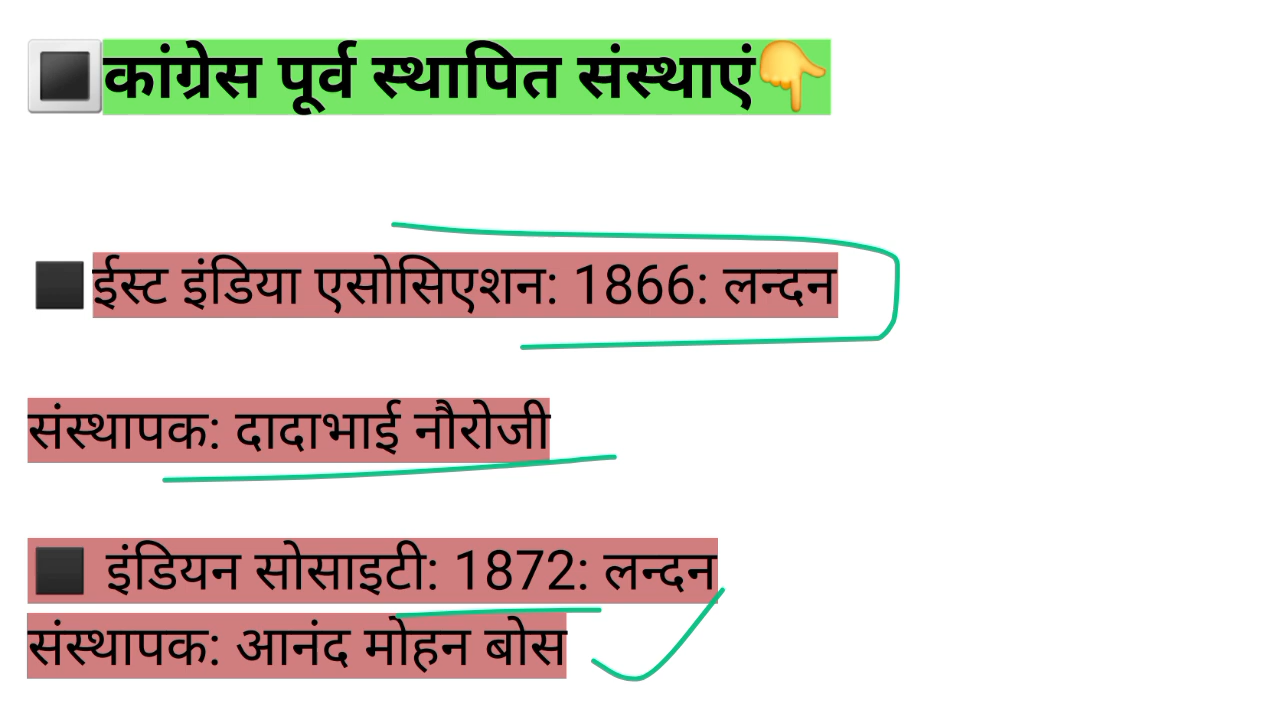 🔳कांग्रेस पूर्व स्थापित संस्थाएं👇
⬛ईस्ट इंडिया एसोसिएशन: 1866: लन्दन
संस्थापक: दादाभाई नौरोजी
⬛ इंडियन सोसाइटी: 1872: लन्दन
संस्थापक: आनंद मोहन बोस